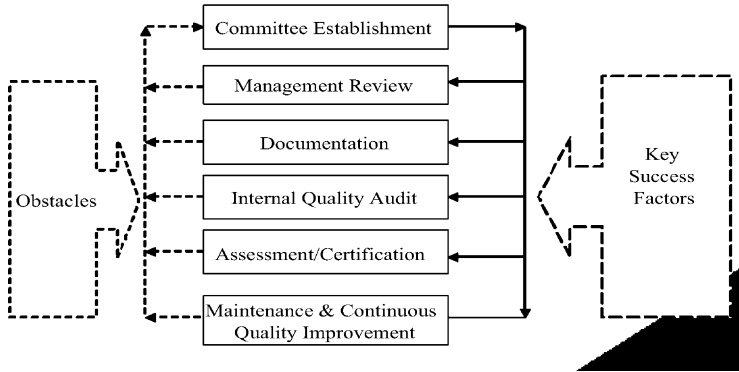 Committee Establishment
Management Review
Documentation
Internal Quality Audit
Assessment/Certification
Maintenance & Continuous
Quality Improvement
Obstacles
Key
Success
Factors